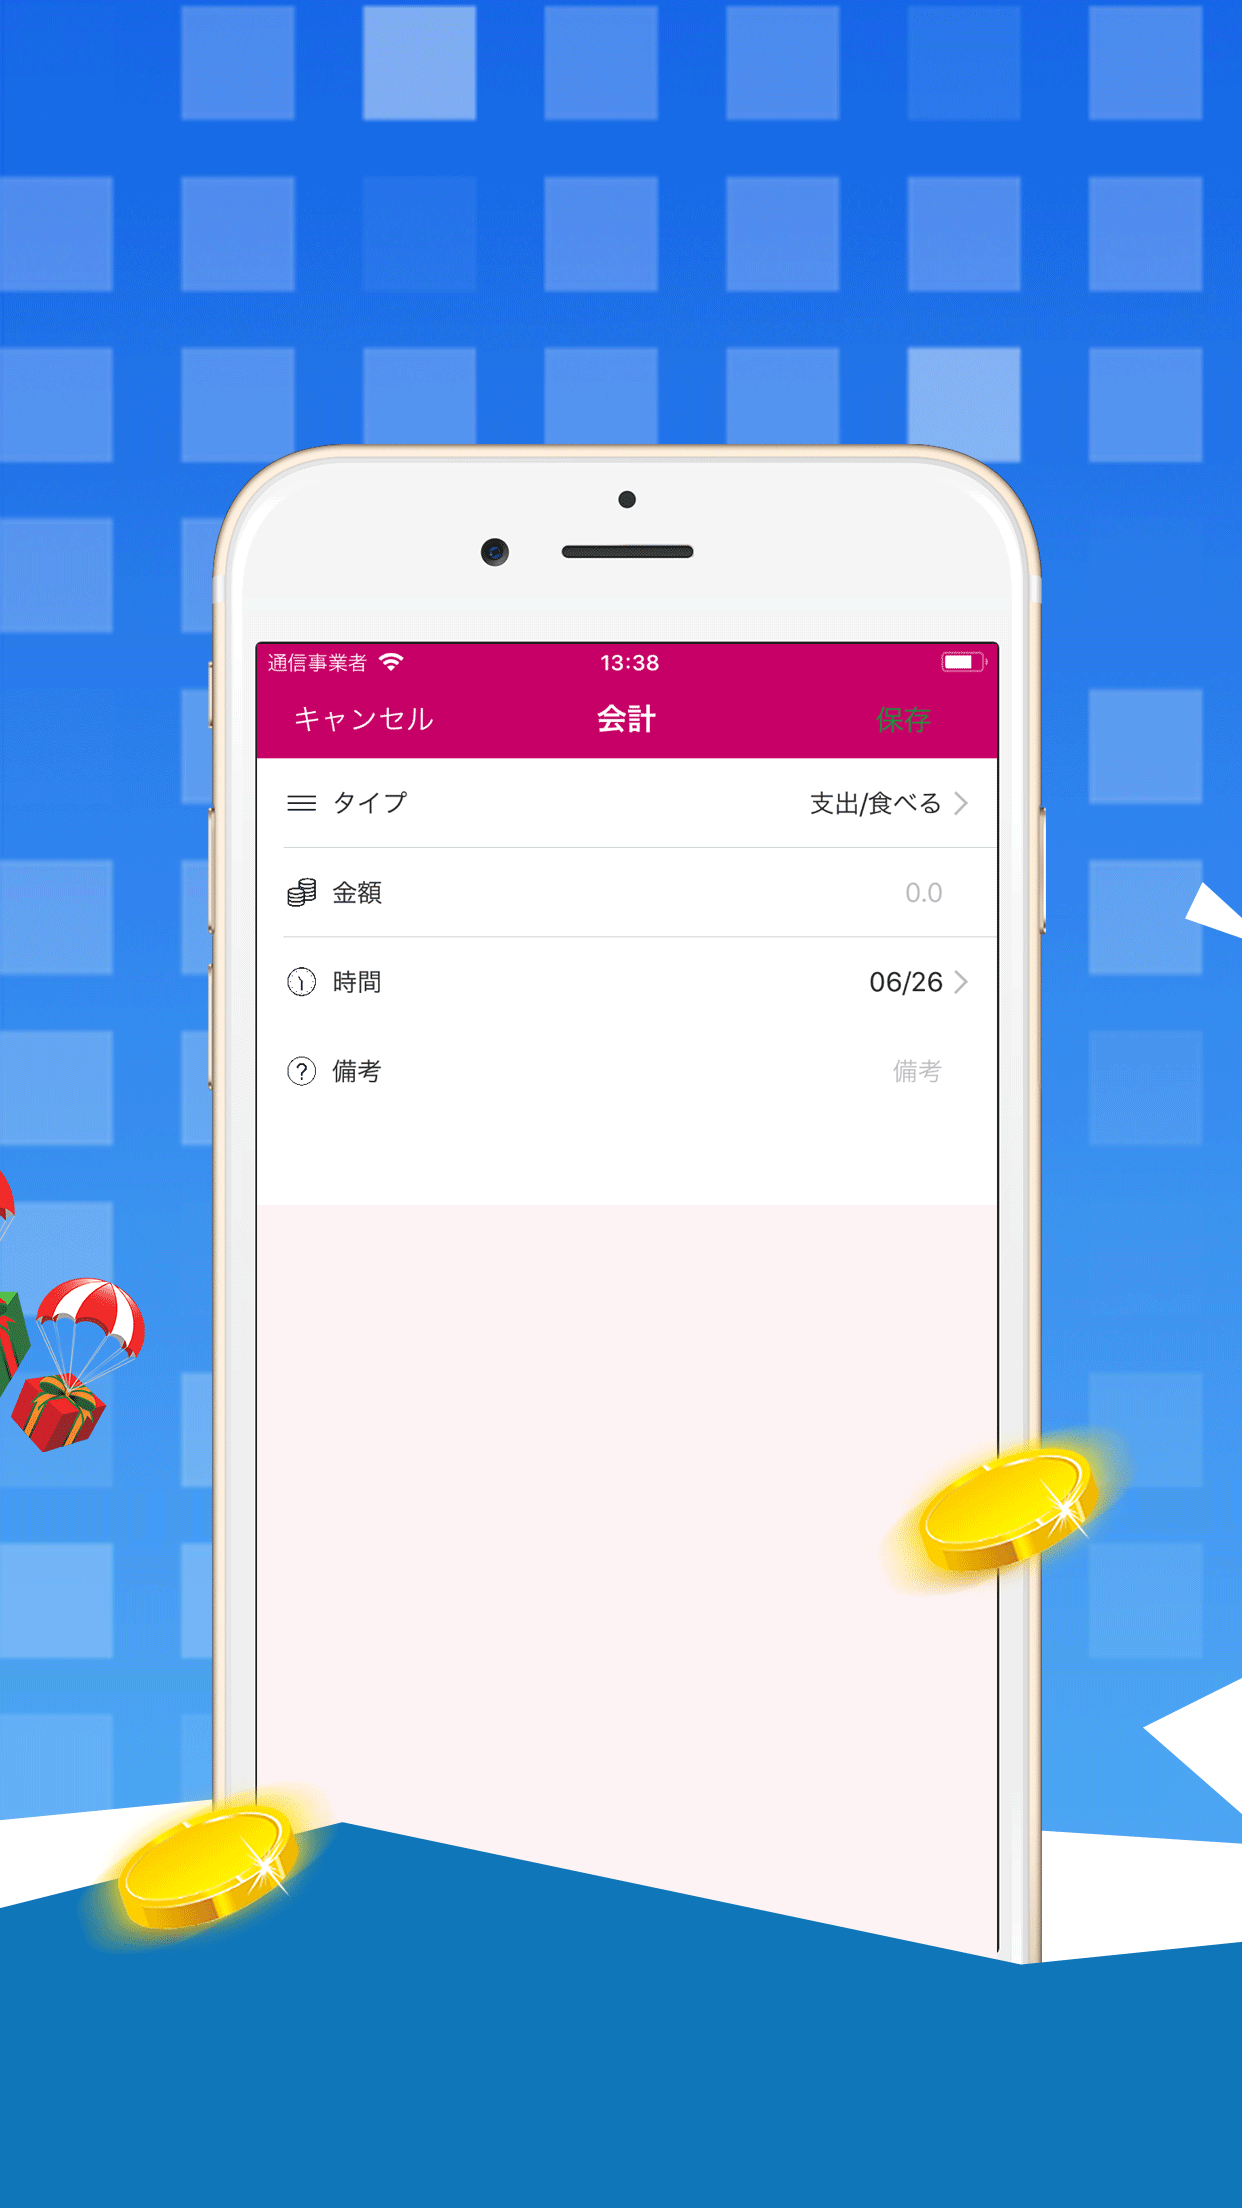 通信事業者 13:38
キャンセル 会計 保存
タイプ 支出/食べる
金額 0.0
時間 06/26
備考 備考